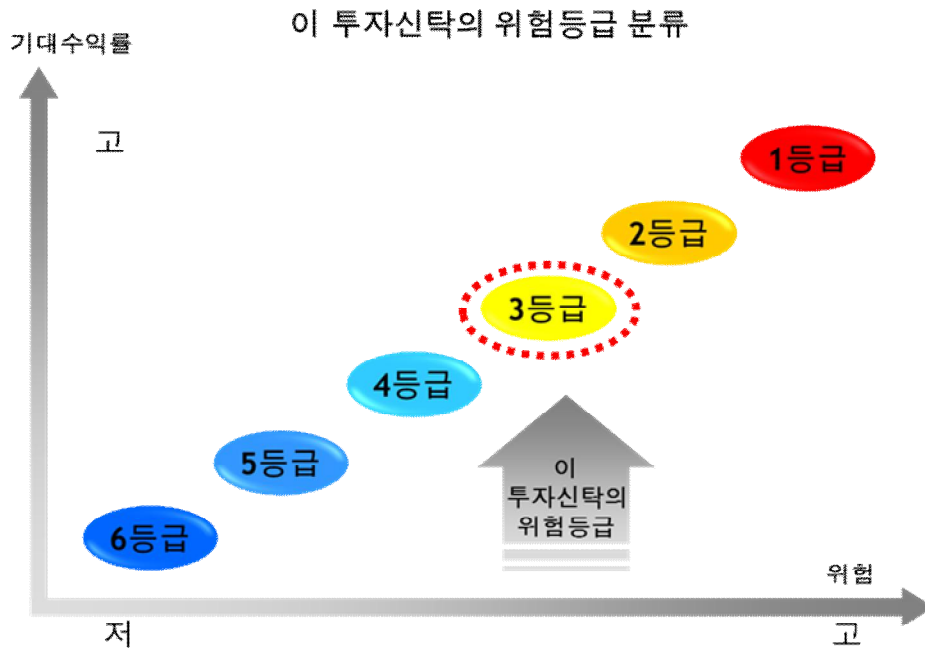 이 투자신탁의 위험등급 분류
기대수익률
고
1등급
2등급
3등급
4등급
5등급
6등급
이
투자신탁의
위험등급
위험
저
고